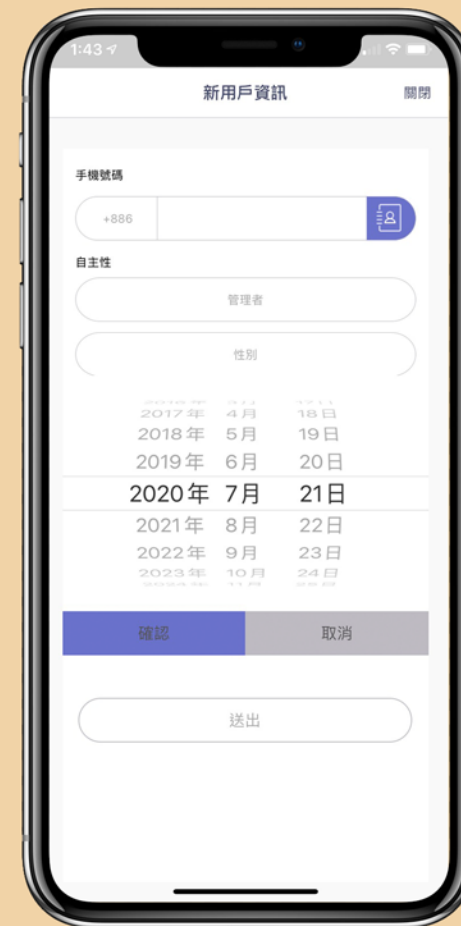 1:43
新用戶資訊
關閉
手機號碼
+886
自主性
管理者
性別
2017年 4月 18日
2018年 5月 19日
2019年 6月 20日
2020年 7月 21日
2021年 8月 22日
2022年 9月 23日
2023年 10月 24日
確認
取消
送出